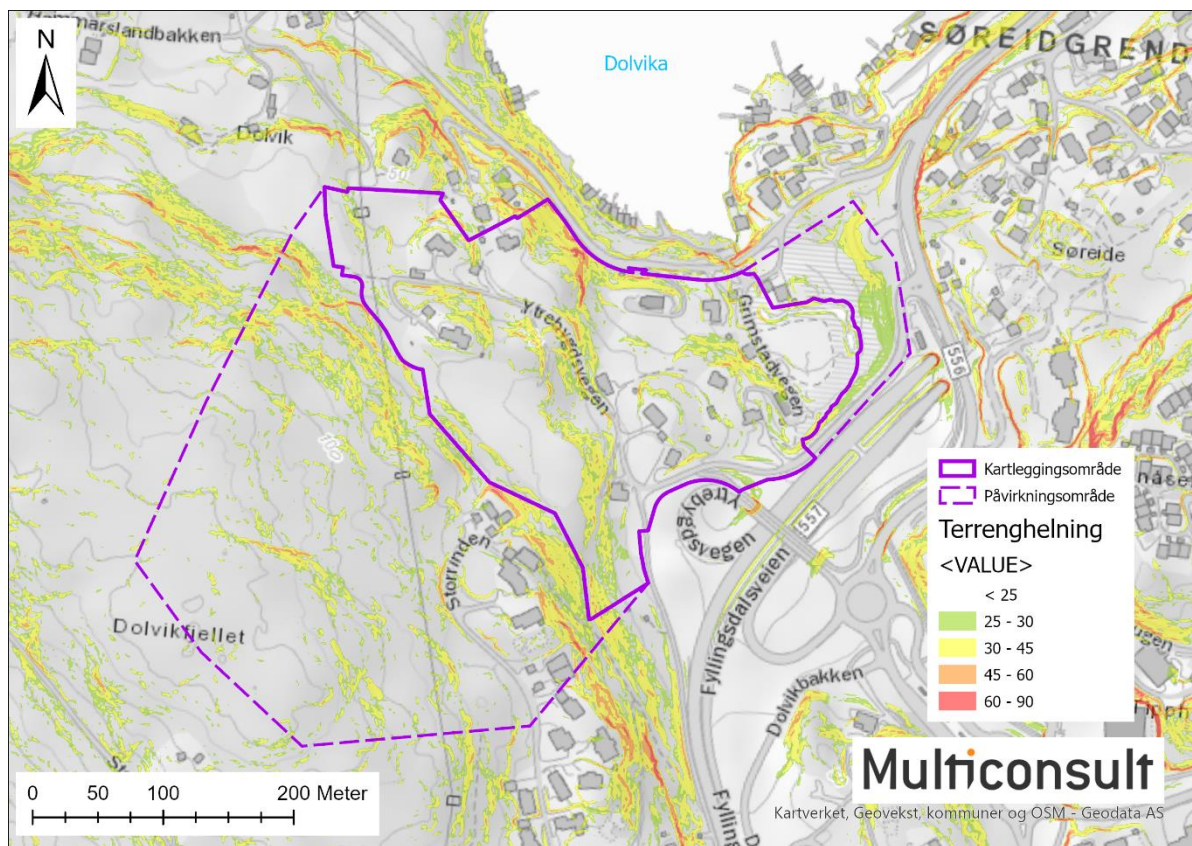 Hammarslandbakken
SØREIDGREND
N
Dolvika
Dolvik
50
Søreide
Ytrebygdsvegen
Grimstadvegen
556
110
Kartleggingsområde
Påvirkningsområde
Terrenghelning
<VALUE>
< 25
25 - 30
30 - 45
45 - 60
60 - 90
Ytrebygdsvegen
557
Storrinden
Fyllingsdalsveien
Dolvikfjellet
Dolvikbakken
Multiconsult
0 50 100 200 Meter
Kartverket, Geovekst, kommuner og OSM - Geodata AS